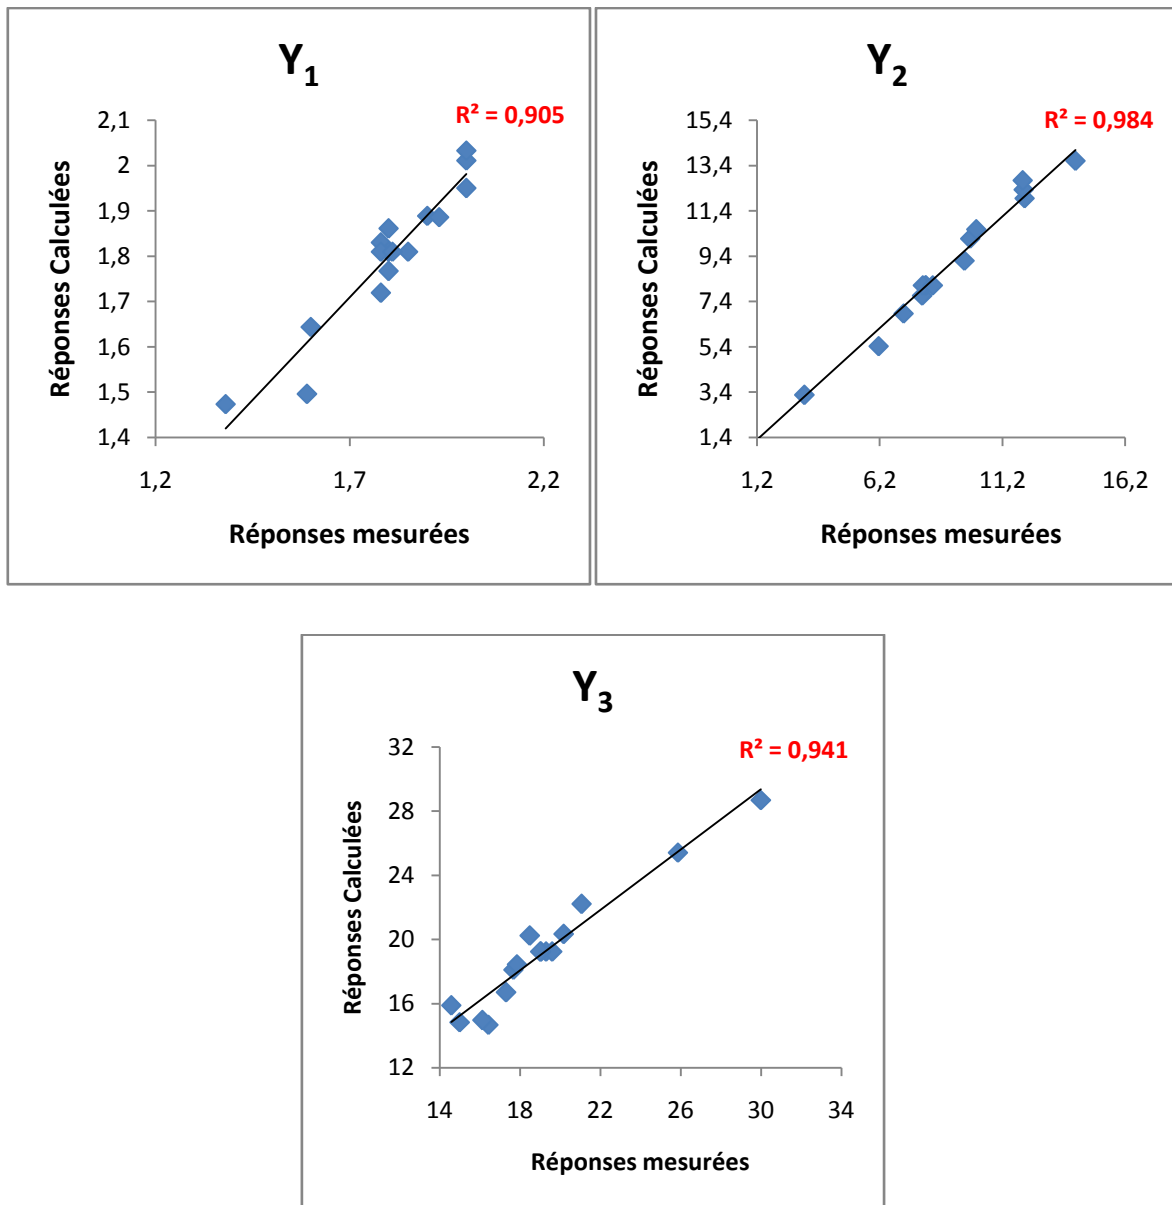 Y₁
R² = 0,905
Réponses Calculées
2,1
2
1,9
1,8
1,7
1,6
1,5
1,4
1,2 1,7 2,2
Réponses mesurées
Y₂
R² = 0,984
Réponses Calculées
15,4
13,4
11,4
9,4
7,4
5,4
3,4
1,4
1,2 6,2 11,2 16,2
Réponses mesurées
Y₃
R² = 0,941
Réponses Calculées
32
28
24
20
16
12
14 18 22 26 30 34
Réponses mesurées